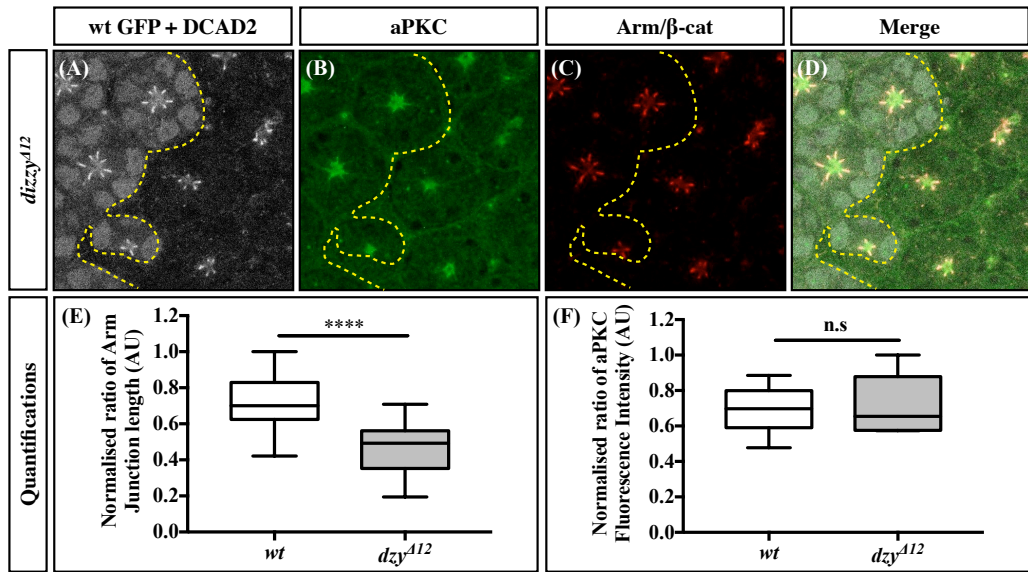 wt GFP + DCAD2
aPKC
Arm/β-cat
Merge
dizzyΔ12
(A)
(B)
(C)
(D)
Quantifications
(E)
Normalised ratio of Arm
Junction length (AU)
1.2
1.0
0.8
0.6
0.4
0.2
0.0
****
wt
dzyΔ12
(F)
Normalised ratio of aPKC
Fluorescence Intensity (AU)
1.2
1.0
0.8
0.6
0.4
0.2
0.0
n.s
wt
dzyΔ12